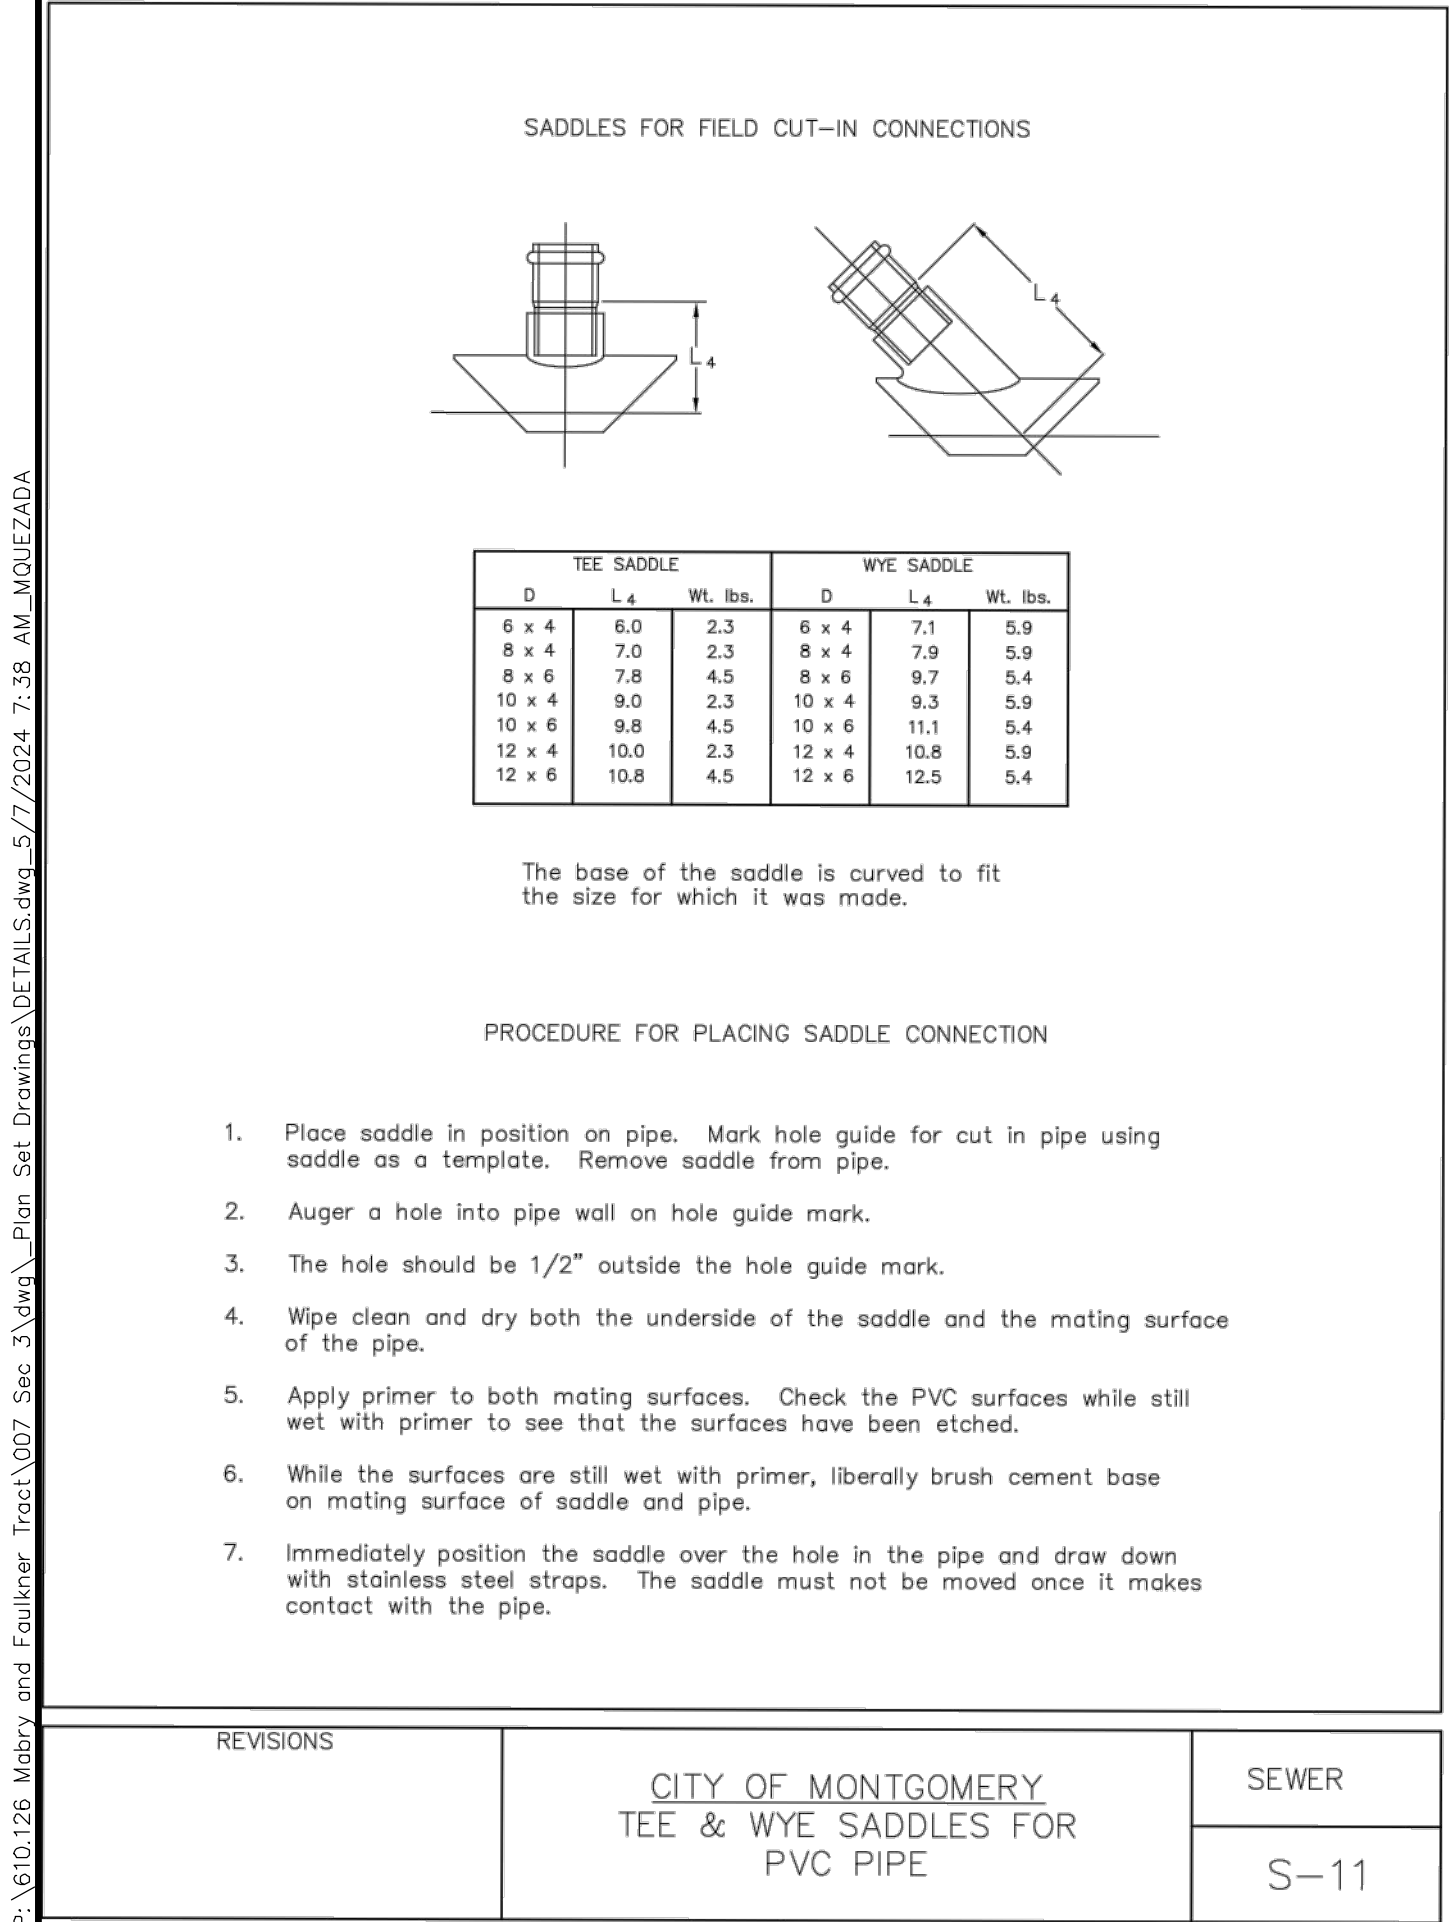 SADDLES FOR FIELD CUT-IN CONNECTIONS
L4
L4
TEE SADDLE WYE SADDLE
D L4 Wt. lbs. D L4 Wt. lbs.
6 x 4 6.0 2.3 6 x 4 7.1 5.9
8 x 4 7.0 2.3 8 x 4 7.9 5.9
8 x 6 7.8 4.5 8 x 6 9.7 5.4
10 x 4 9.0 2.3 10 x 4 9.3 5.9
10 x 6 9.8 4.5 10 x 6 11.1 5.4
12 x 4 10.0 2.3 12 x 4 10.8 5.9
12 x 6 10.8 4.5 12 x 6 12.5 5.4
The base of the saddle is curved to fit
the size for which it was made.
PROCEDURE FOR PLACING SADDLE CONNECTION
1. Place saddle in position on pipe. Mark hole guide for cut in pipe using
saddle as a template. Remove saddle from pipe.
2. Auger a hole into pipe wall on hole guide mark.
3. The hole should be 1/2" outside the hole guide mark.
4. Wipe clean and dry both the underside of the saddle and the mating surface
of the pipe.
5. Apply primer to both mating surfaces. Check the PVC surfaces while still
wet with primer to see that the surfaces have been etched.
6. While the surfaces are still wet with primer, liberally brush cement base
on mating surface of saddle and pipe.
7. Immediately position the saddle over the hole in the pipe and draw down
with stainless steel straps. The saddle must not be moved once it makes
contact with the pipe.
REVISIONS
CITY OF MONTGOMERY
TEE & WYE SADDLES FOR
PVC PIPE
SEWER
S-11
P:\610.126 Mabry and Faulkner Tract\007 Sec 3\dwg\_Plan Set Drawings\DETAILS.dwg_5/7/2024 7:38 AM_MQUEZADA